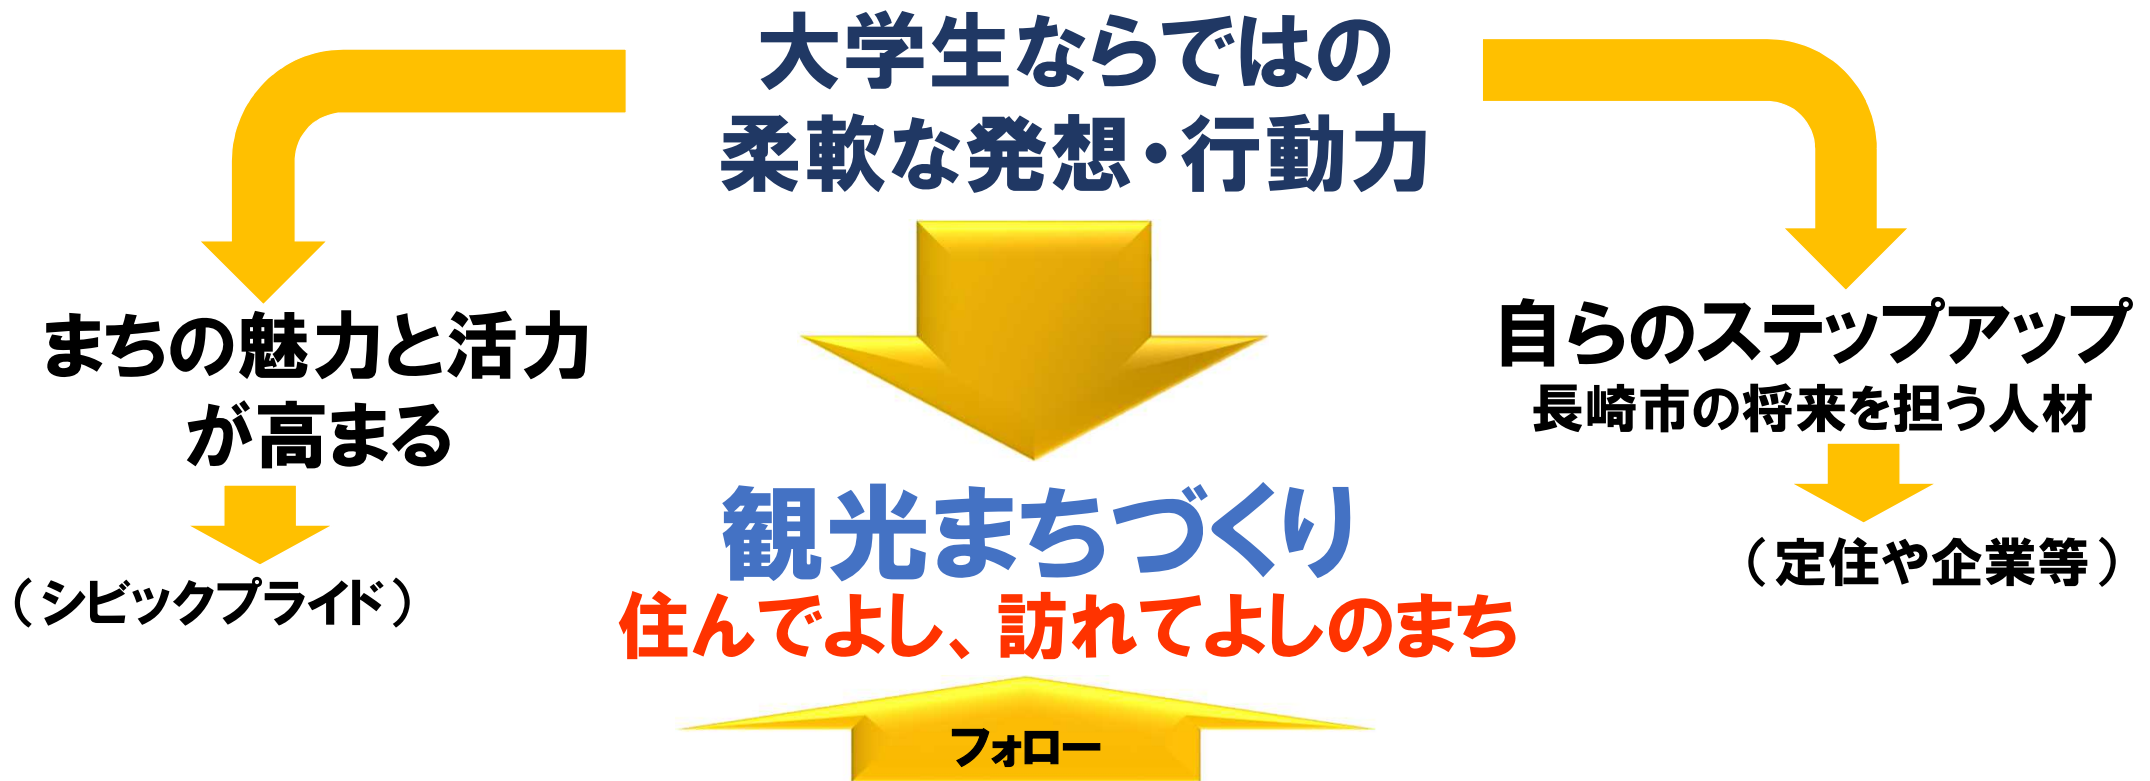 大学生ならではの
柔軟な発想・行動力
まちの魅力と活力
が高まる
（シビックプライド）
自らのステップアップ
長崎市の将来を担う人材
（定住や企業等）
観光まちづくり
住んでよし、訪れてよしのまち
フォロー